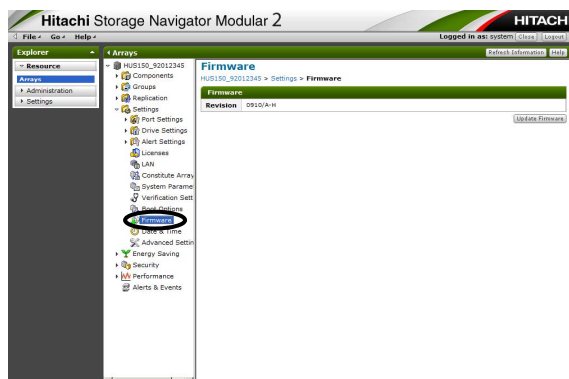 Hitachi Storage Navigator Modular 2
HITACH
File Go Help
Logged in as: system Close Logout
Explorer
Resource
Arrays
Administration
Settings
Arrays
Refresh Information Help
HUS150_92012345
Components
Groups
Replication
Settings
Port Settings
Drive Settings
Alert Settings
Licenses
LAN
Constitute Array
System Parame
Verification Sett
Boot Options
Firmware
Date & Time
Advanced Settin
Energy Saving
Security
Performance
Alerts & Events
Firmware
HUS150_92012345 > Settings > Firmware
Firmware
Revision 0910/A-H
Update Firmware